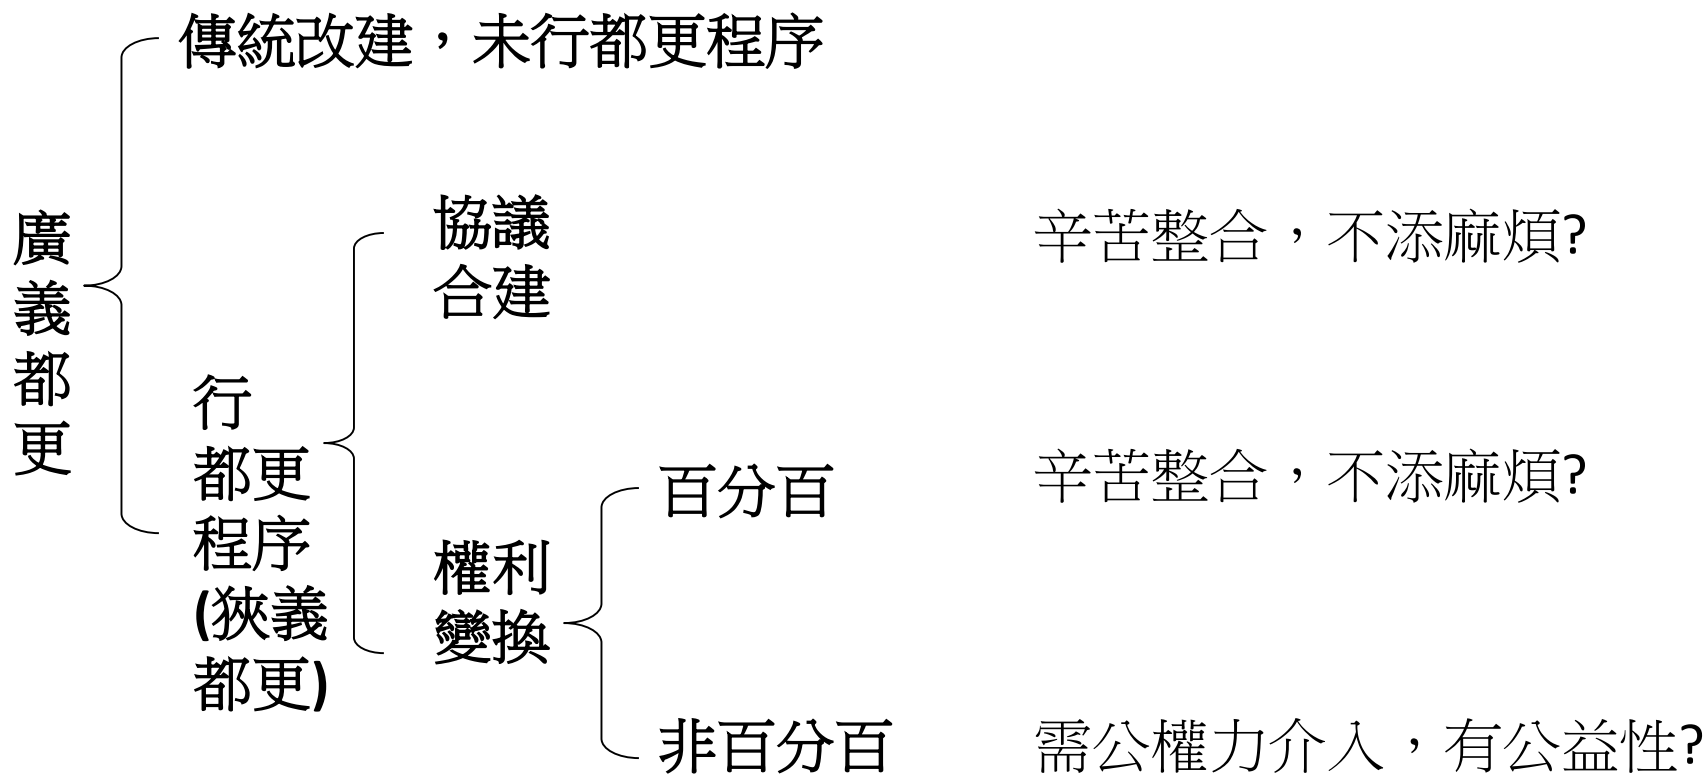 傳統改建，未行都更程序
廣
義
都
更
協議
合建
辛苦整合，不添麻煩?
行
都更
程序
(狹義
都更)
百分百
辛苦整合，不添麻煩?
權利
變換
非百分百
需公權力介入，有公益性?